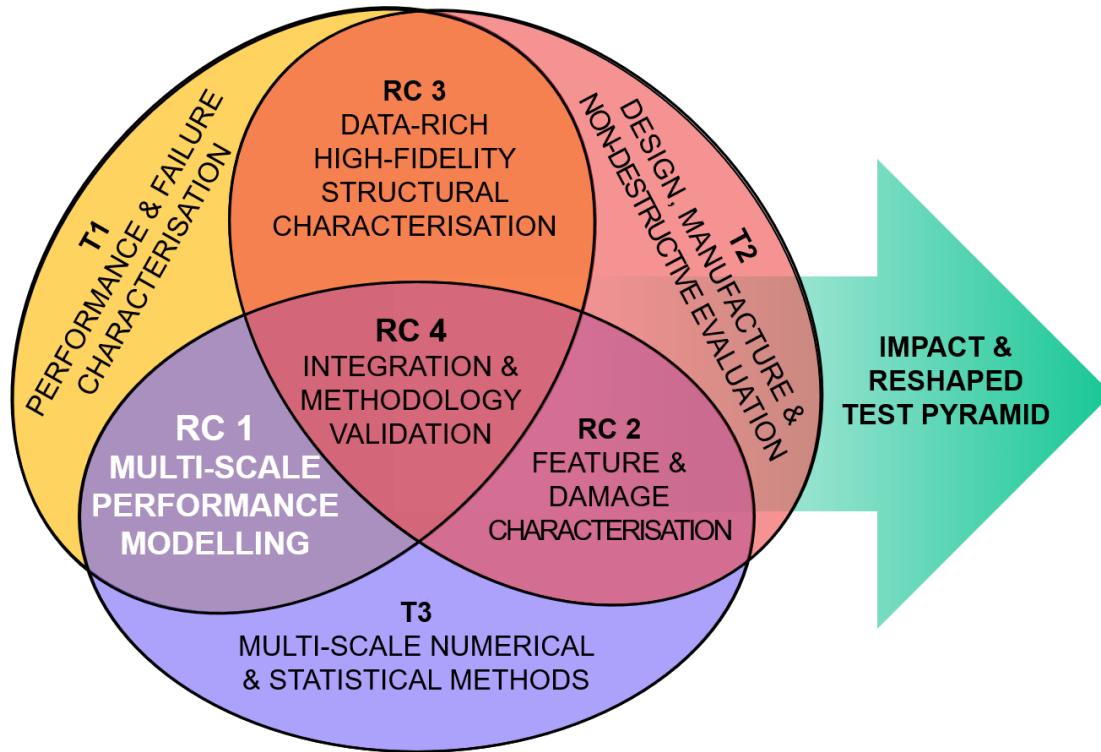 RC 3
DATA-RICH
HIGH-FIDELITY
STRUCTURAL
CHARACTERISATION
T1
PERFORMANCE & FAILURE
CHARACTERISATION
DESIGN, MANUFACTURE &
NON-DESTRUCTIVE EVALUATION
T2
RC 4
INTEGRATION &
METHODOLOGY
VALIDATION
RC 1
MULTI-SCALE
PERFORMANCE
MODELLING
RC 2
FEATURE &
DAMAGE
CHARACTERISATION
T3
MULTI-SCALE NUMERICAL
& STATISTICAL METHODS
IMPACT &
RESHAPED
TEST PYRAMID